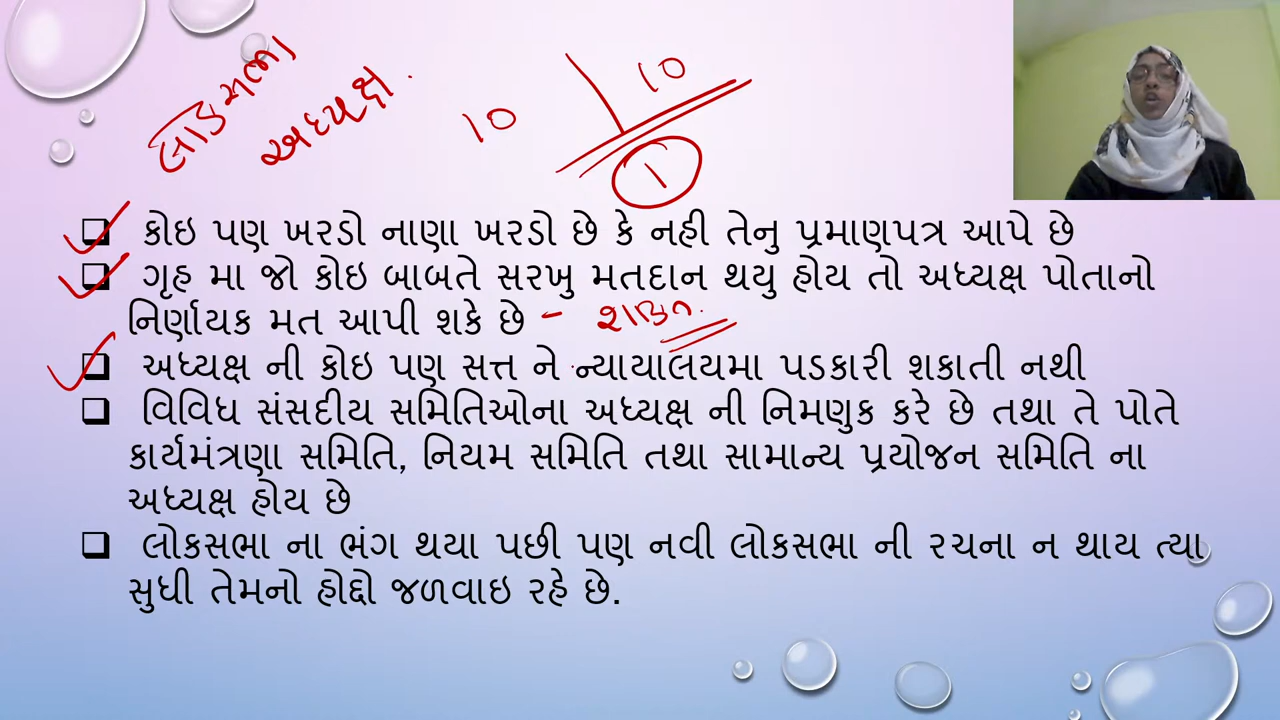 લોકસભા
અધ્યક્ષ.
10
10
1
કોઇ પણ ખરડો નાણા ખરડો છે કે નહી તેનુ પ્રમાણપત્ર આપે છે
ગૃહ મા જો કોઇ બાબતે સરખુ મતદાન થયુ હોય તો અધ્યક્ષ પોતાનો
નિર્ણાયક મત આપી શકે છે -
અધ્યક્ષ ની કોઇ પણ સત્ત ને ન્યાયાલયમા પડકારી શકાતી નથી
વિવિધ સંસદીય સમિતિઓના અધ્યક્ષ ની નિમણુક કરે છે તથા તે પોતે
કાર્યમંત્રણા સમિતિ, નિયમ સમિતિ તથા સામાન્ય પ્રયોજન સમિતિ ના
અધ્યક્ષ હોય છે
લોકસભા ના ભંગ થયા પછી પણ નવી લોકસભા ની રચના ન થાય ત્યા
સુધી તેમનો હોદ્દો જળવાઇ રહે છે.